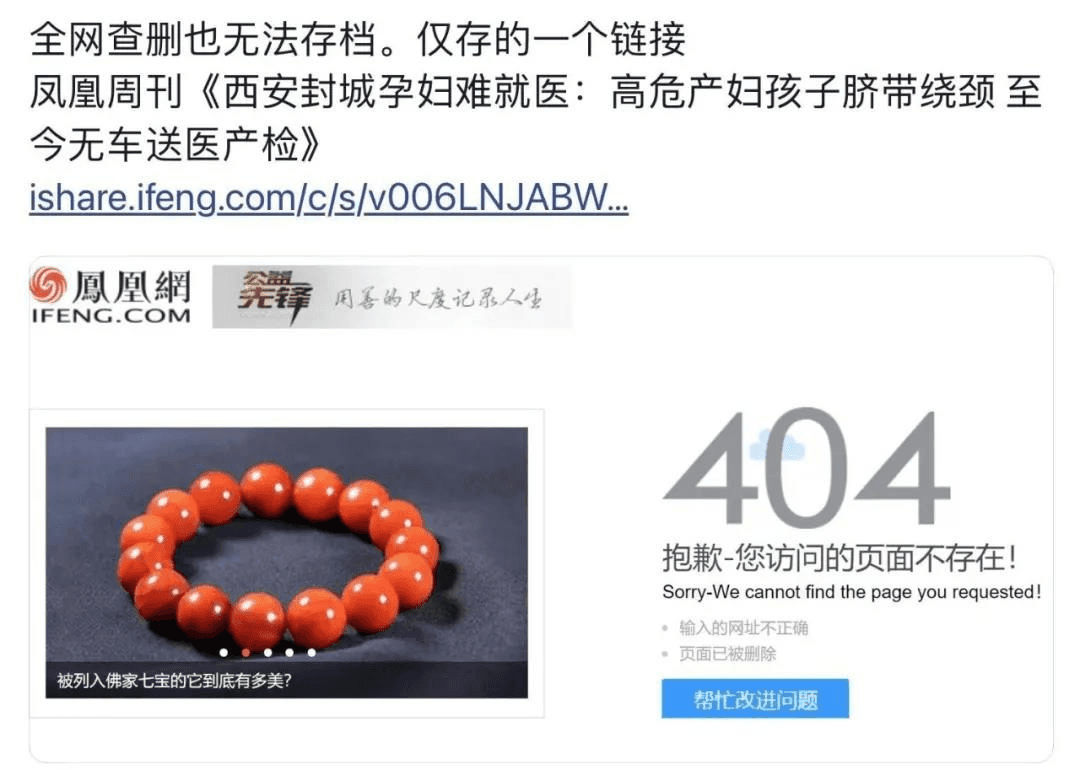 全网查删也无法存档。仅存的一个链接
凤凰周刊《西安封城孕妇难就医：高危产妇孩子脐带绕颈 至
今无车送医产检》
ishare.ifeng.com/c/s/v006LNJABW...
鳳凰網
IFENG.COM
公益先锋 用善的尺度记录人生
404
抱歉-您访问的页面不存在！
Sorry-We cannot find the page you requested!
输入的网址不正确
页面已被删除
帮忙改进问题
被列入佛家七宝的它到底有多美?